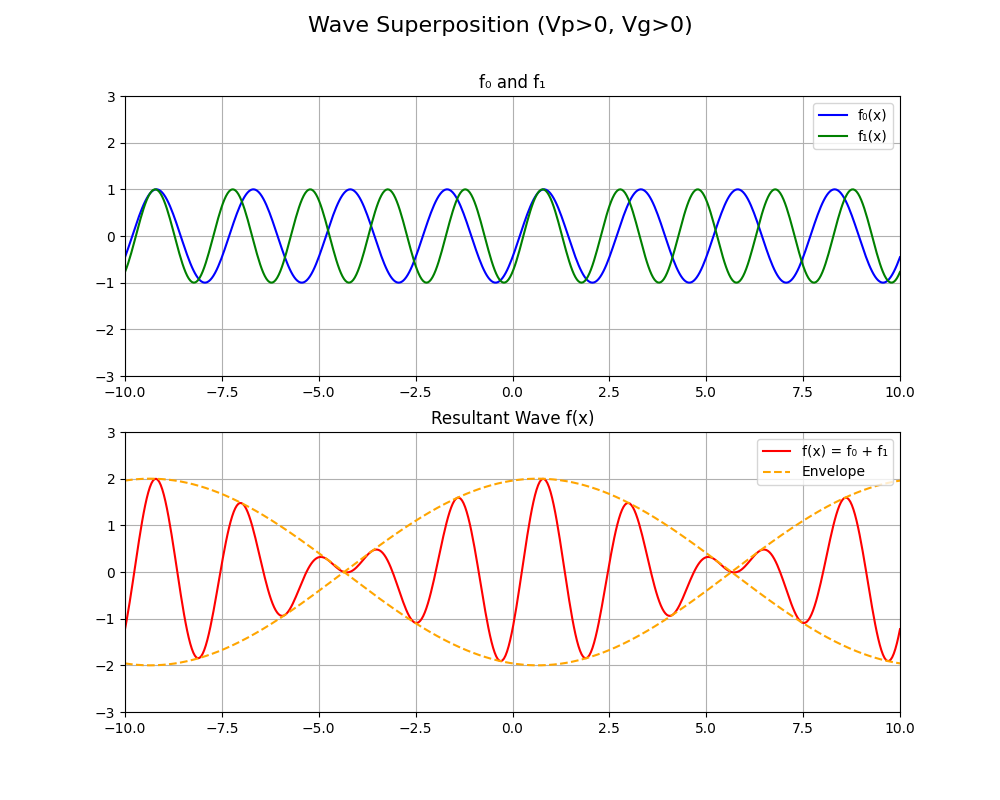 Wave Superposition (Vp>0, Vg>0)
f₀ and f₁
3
2
1
0
−1
−2
−3
f₀(x)
f₁(x)
−10.0 −7.5 −5.0 −2.5 0.0 2.5 5.0 7.5 10.0
Resultant Wave f(x)
3
2
1
0
−1
−2
−3
f(x) = f₀ + f₁
Envelope
−10.0 −7.5 −5.0 −2.5 0.0 2.5 5.0 7.5 10.0